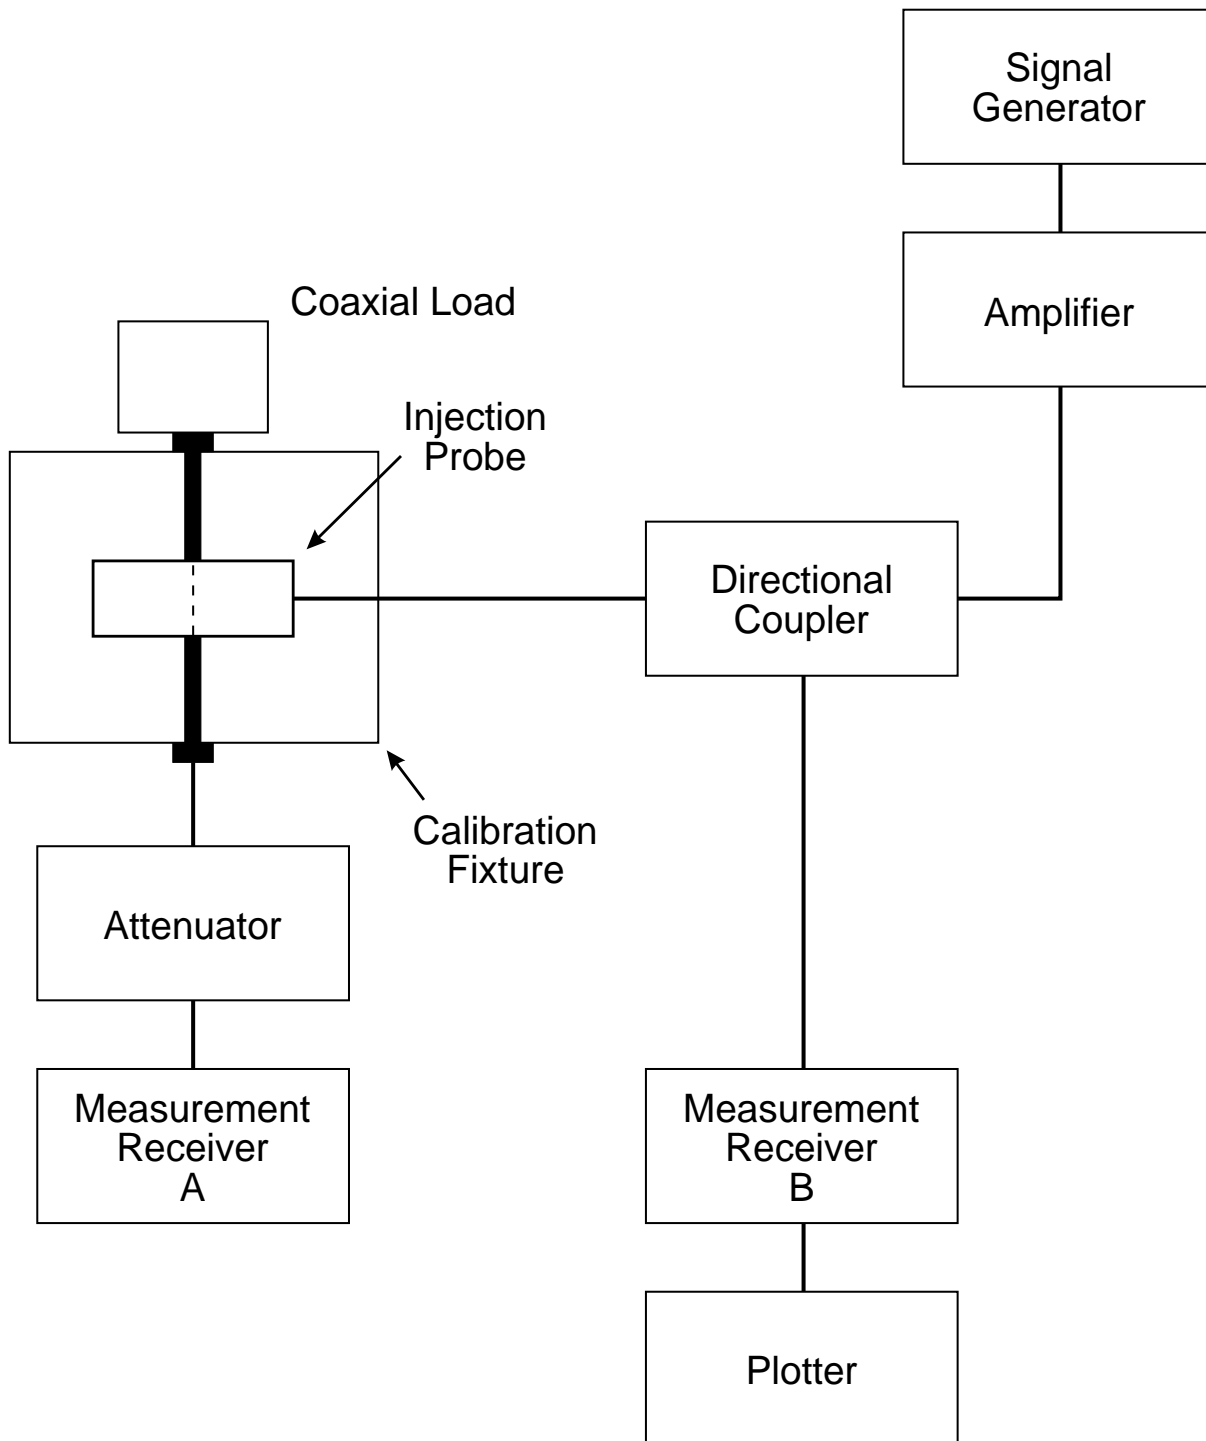 Signal
Generator
Amplifier
Coaxial Load
Injection
Probe
Directional
Coupler
Calibration
Fixture
Attenuator
Measurement
Receiver
A
Measurement
Receiver
B
Plotter